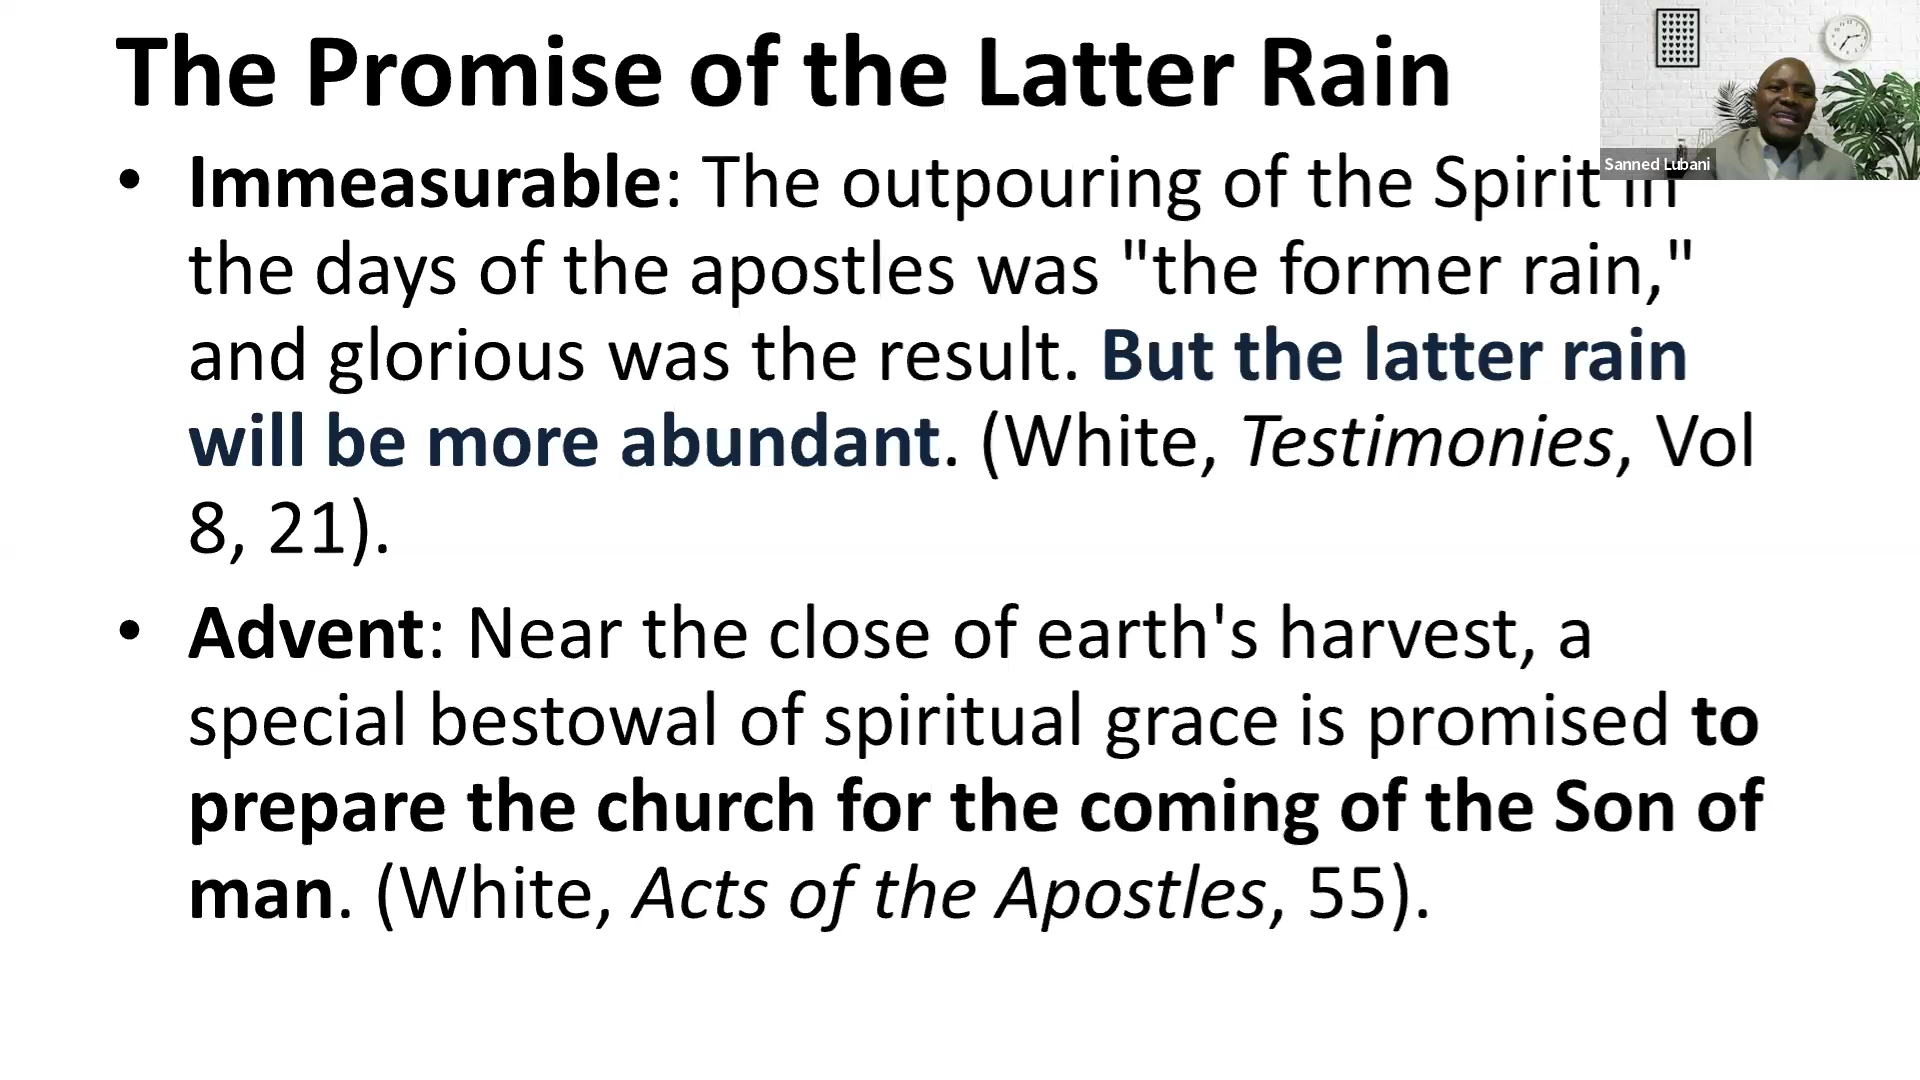 The Promise of the Latter Rain
Sanned Lubani
• Immeasurable: The outpouring of the Spirit in
the days of the apostles was "the former rain,"
and glorious was the result. But the latter rain
will be more abundant. (White, Testimonies, Vol
8, 21).
• Advent: Near the close of earth's harvest, a
special bestowal of spiritual grace is promised to
prepare the church for the coming of the Son of
man. (White, Acts of the Apostles, 55).